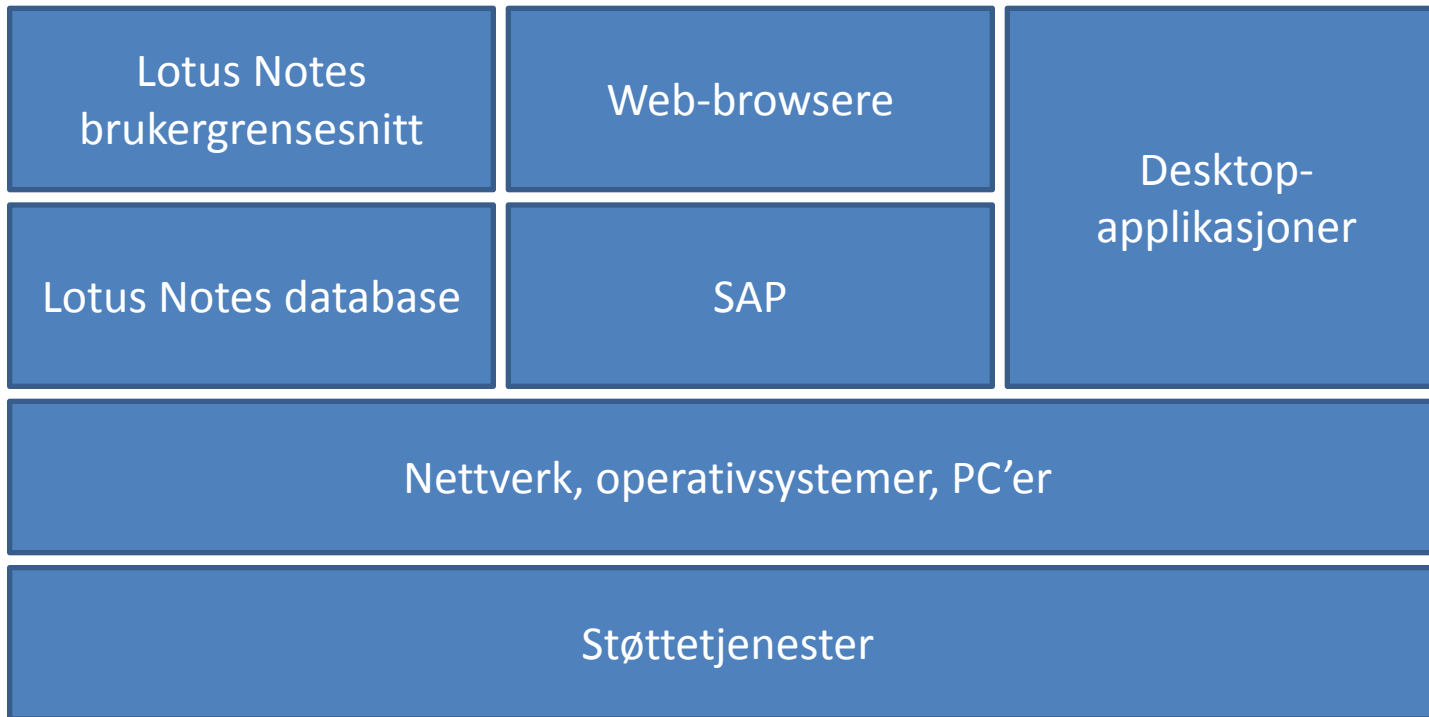 Lotus Notes
brukergrensesnitt
Web-browsere
Desktop-
applikasjoner
Lotus Notes database
SAP
Nettverk, operativsystemer, PC’er
Støttetjenester